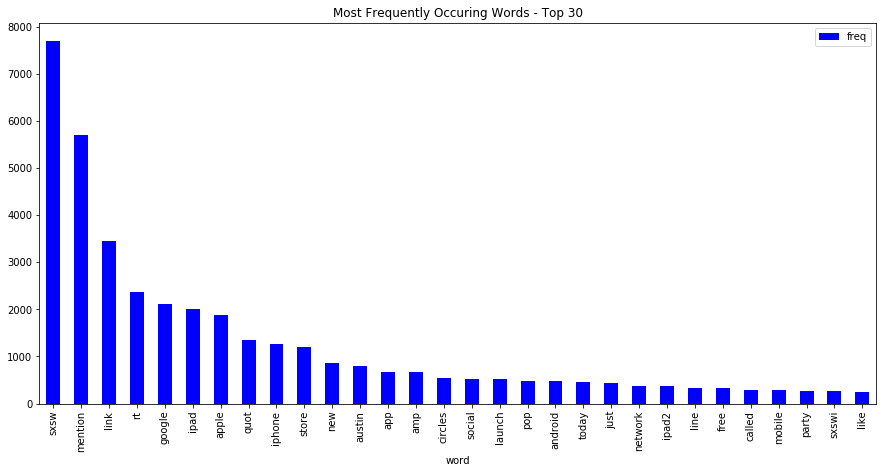 Most Frequently Occuring Words - Top 30
freq
8000
7000
6000
5000
4000
3000
2000
1000
0
sxsw
mention
link
rt
google
ipad
apple
quot
iphone
store
new
austin
app
amp
circles
social
launch
pop
android
today
just
network
ipad2
line
free
called
mobile
party
sxswi
like
word